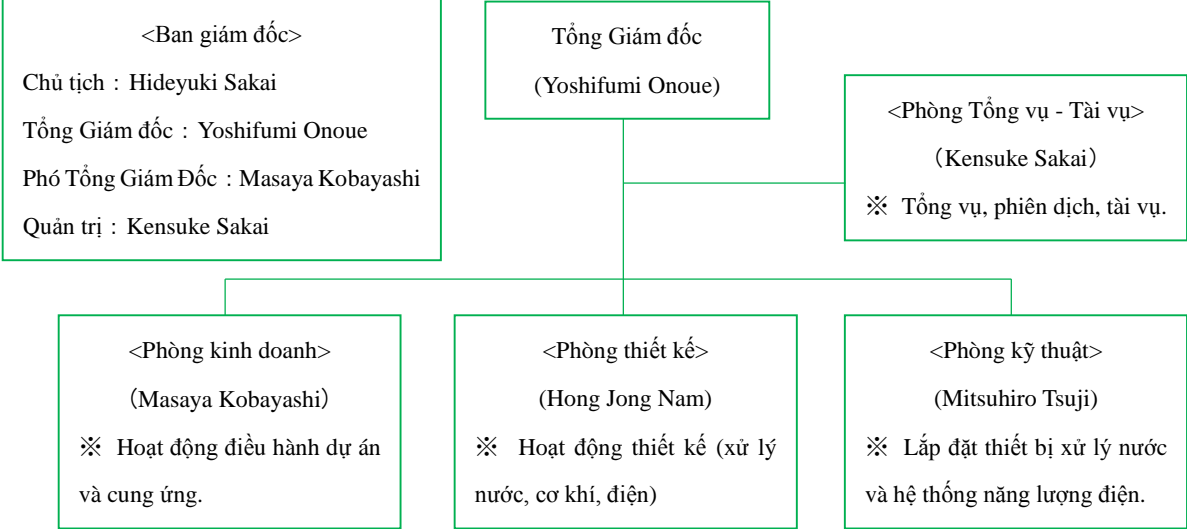 <Ban giám đốc>
Chủ tịch : Hideyuki Sakai
Tổng Giám đốc : Yoshifumi Onoue
Phó Tổng Giám Đốc : Masaya Kobayashi
Quản trị : Kensuke Sakai
Tổng Giám đốc
(Yoshifumi Onoue)
<Phòng Tổng vụ - Tài vụ>
（Kensuke Sakai）
※ Tổng vụ, phiên dịch, tài vụ.
<Phòng kinh doanh>
（Masaya Kobayashi）
※ Hoạt động điều hành dự án
và cung ứng.
<Phòng thiết kế>
(Hong Jong Nam)
※ Hoạt động thiết kế (xử lý
nước, cơ khí, điện)
<Phòng kỹ thuật>
(Mitsuhiro Tsuji)
※ Lắp đặt thiết bị xử lý nước
và hệ thống năng lượng điện.